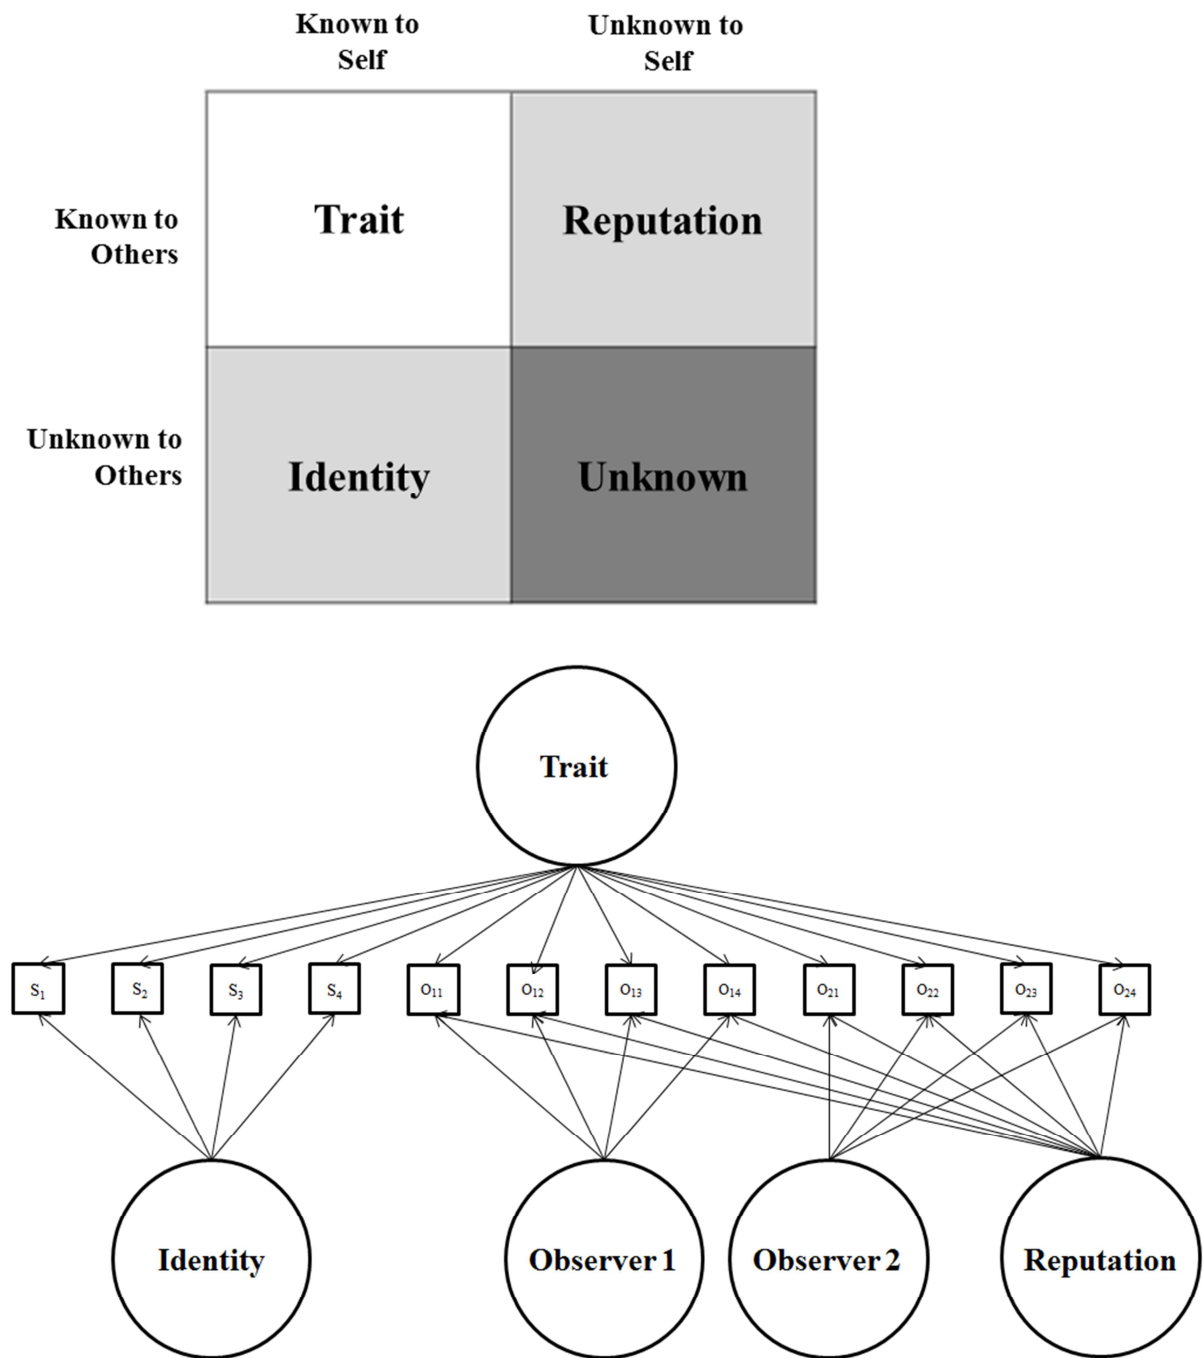 Known to
Self
Unknown to
Self
Known to
Others
Trait
Reputation
Unknown to
Others
Identity
Unknown
Trait
S₁ S₂ S₃ S₄ O₁₁ O₁₂ O₁₃ O₁₄ O₂₁ O₂₂ O₂₃ O₂₄
Identity
Observer 1
Observer 2
Reputation